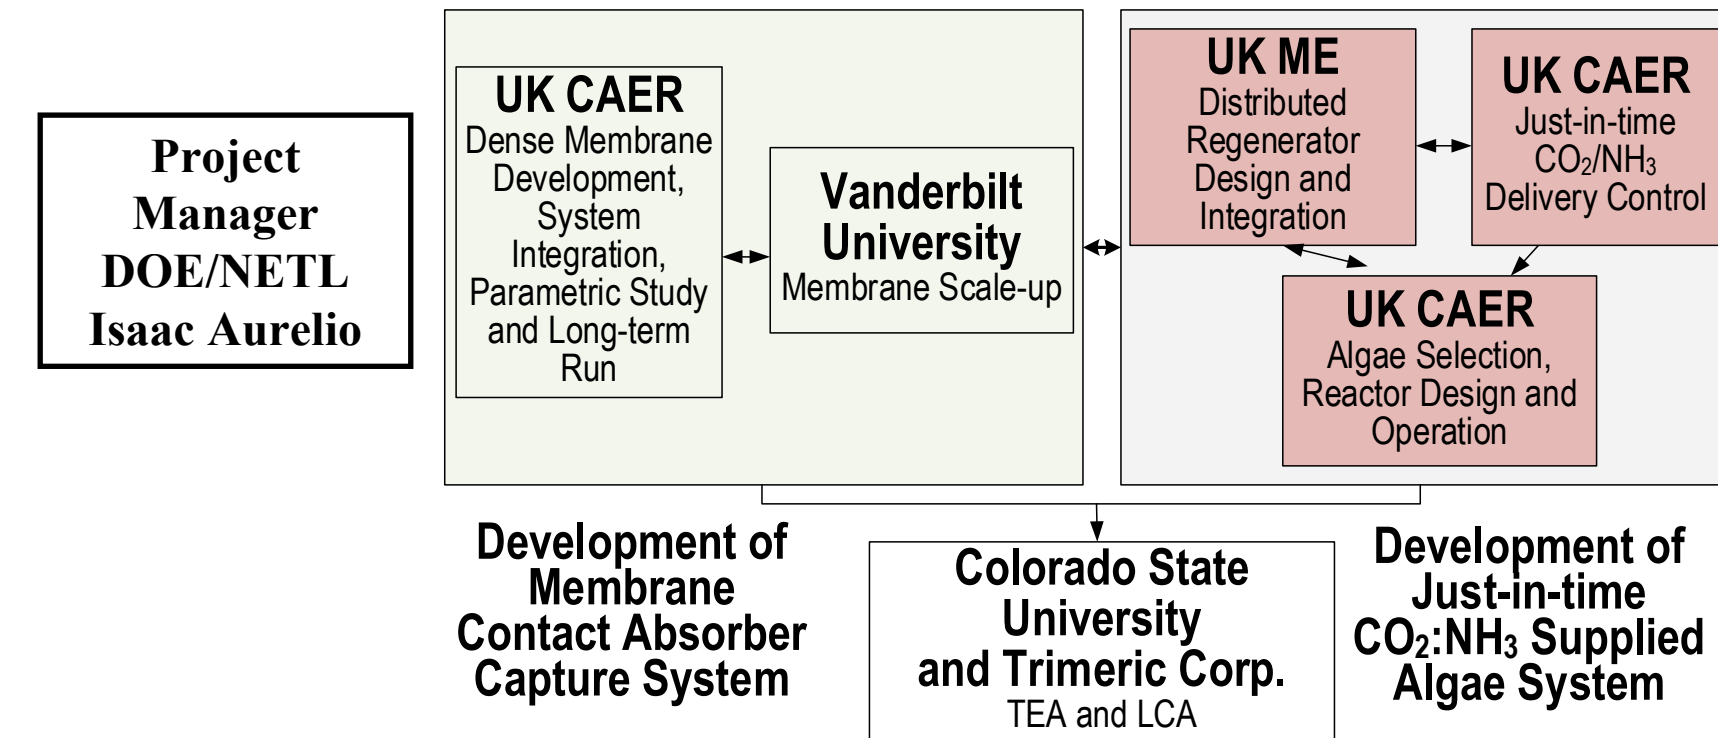 Project
Manager
DOE/NETL
Isaac Aurelio
UK CAER
Dense Membrane
Development,
System
Integration,
Parametric Study
and Long-term
Run
Vanderbilt
University
Membrane Scale-up
UK ME
Distributed
Regenerator
Design and
Integration
UK CAER
Just-in-time
CO₂/NH₃
Delivery Control
UK CAER
Algae Selection,
Reactor Design and
Operation
Development of
Membrane
Contact Absorber
Capture System
Colorado State
University
and Trimeric Corp.
TEA and LCA
Development of
Just-in-time
CO₂:NH₃ Supplied
Algae System